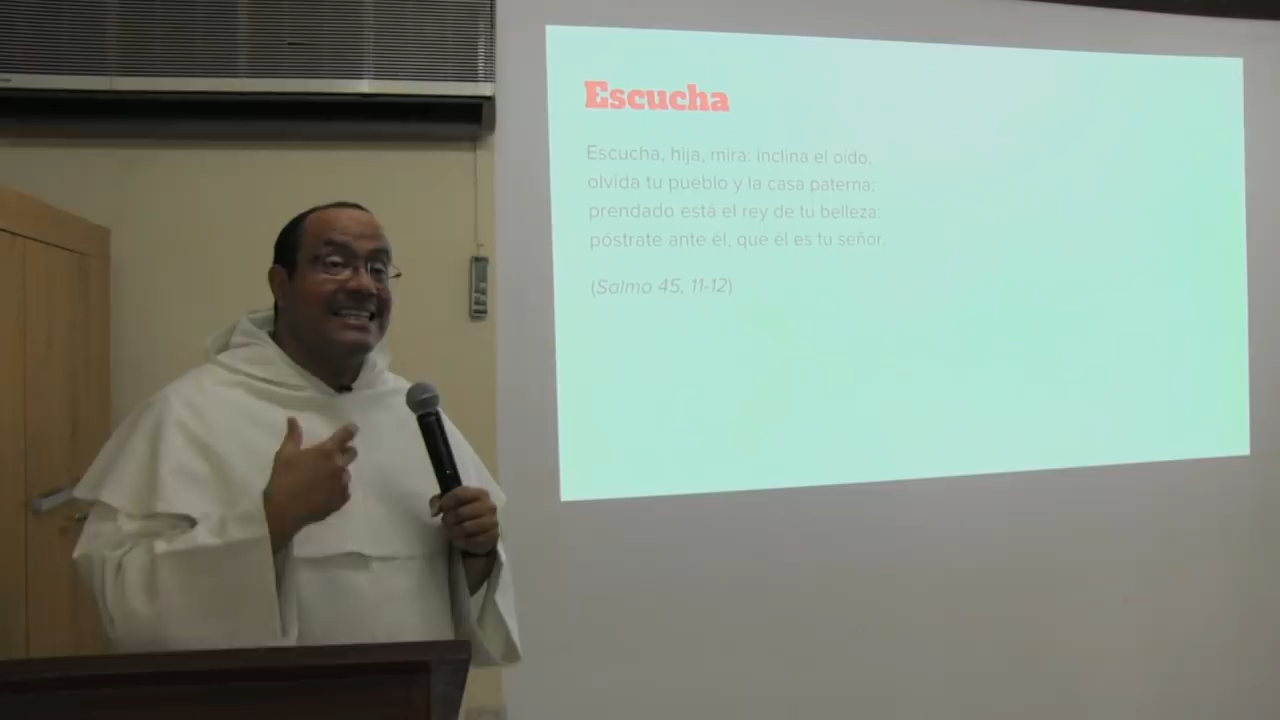 Escucha
Escucha, hija, mira: inclina el oído,
olvida tu pueblo y la casa paterna;
prendado está el rey de tu belleza:
póstrate ante él, que él es tu señor.
(Salmo 45, 11-12)